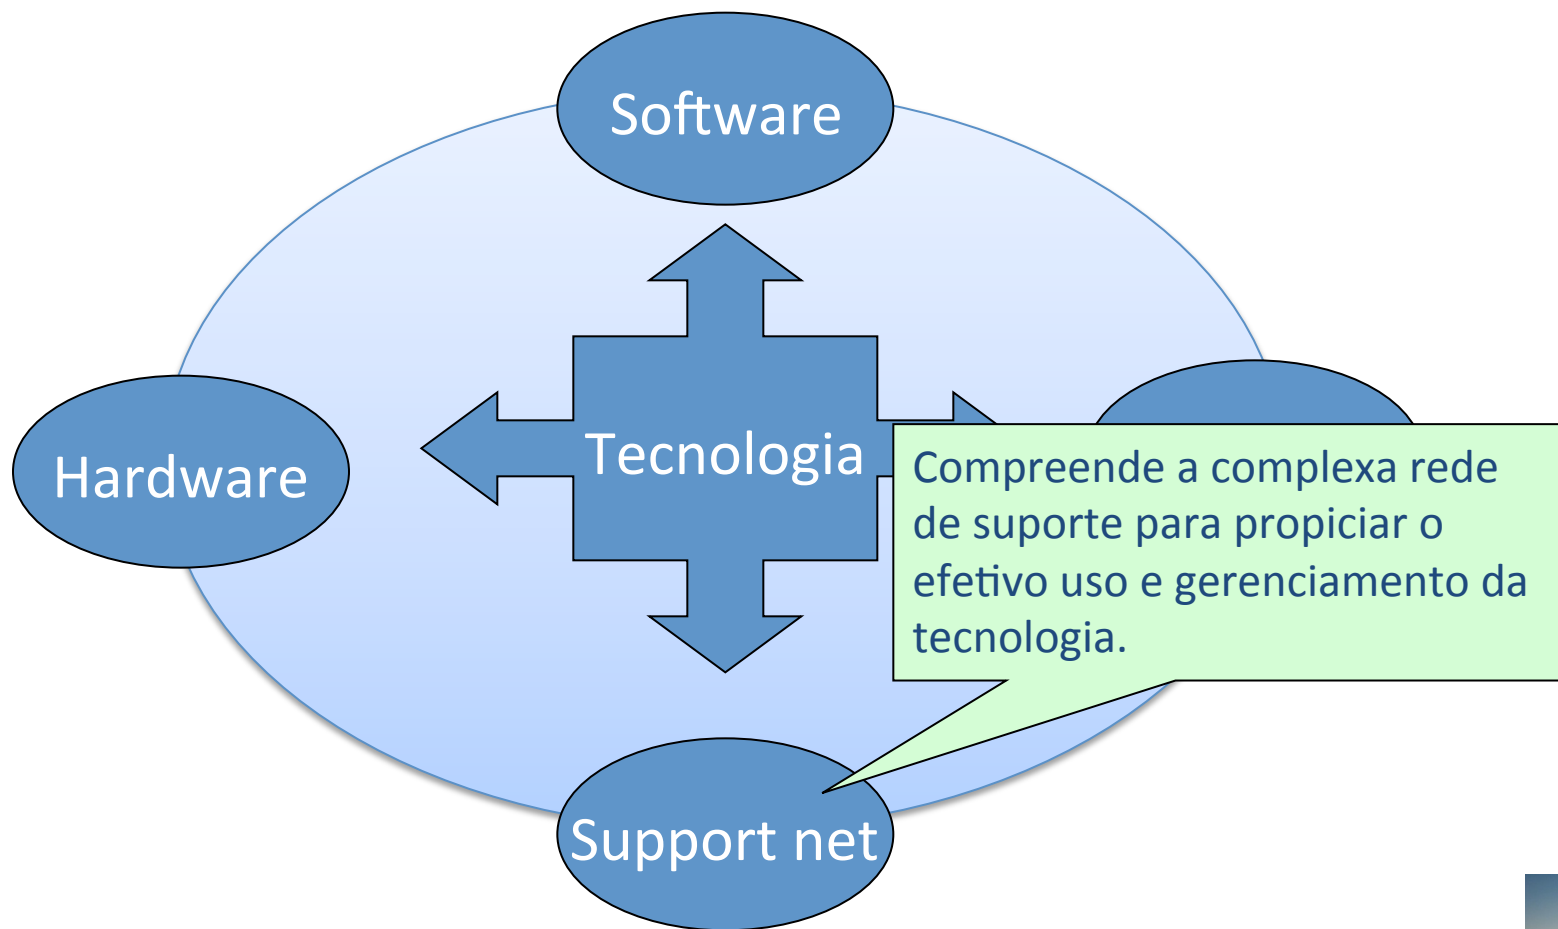 Software
Hardware
Tecnologia
Compreende a complexa rede
de suporte para propiciar o
efetivo uso e gerenciamento da
tecnologia.
Support net